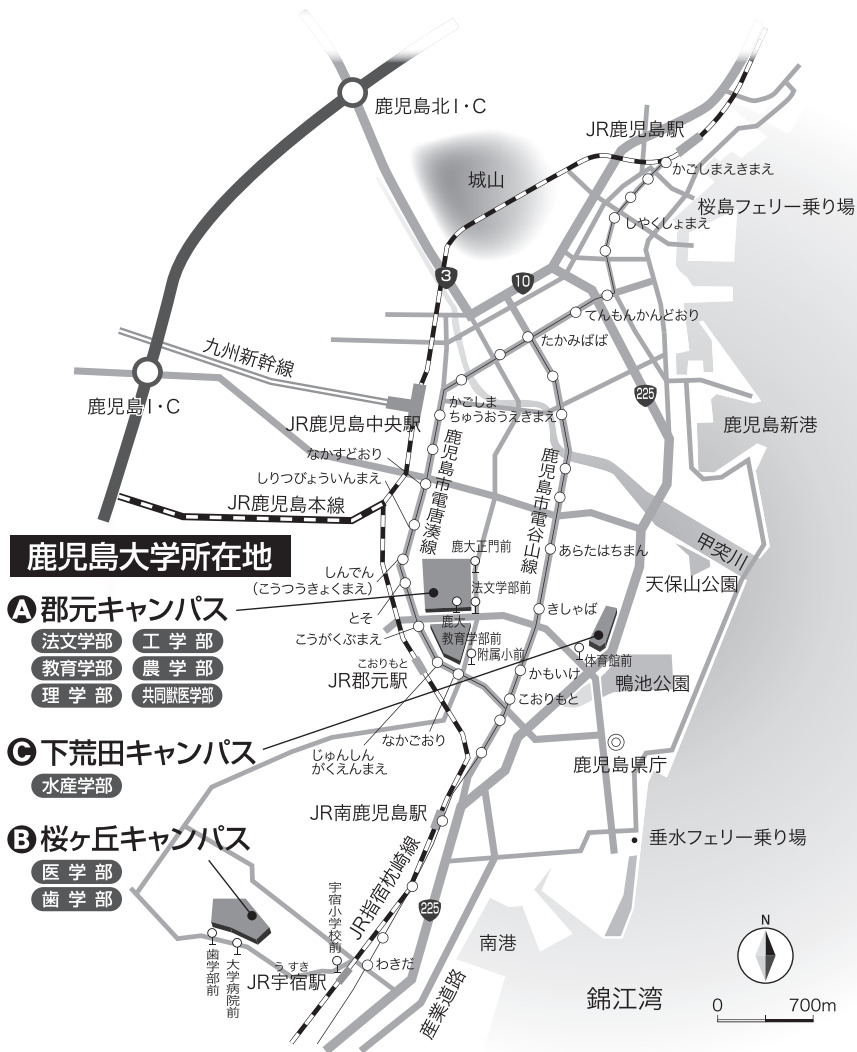 鹿児島北I・C
JR鹿児島駅
かごしまえきまえ
城山
桜島フェリー乗り場
しやくしょまえ
3
10
てんもんかんどおり
たかみばば
九州新幹線
225
鹿児島I・C
かごしま
ちゅうおうえきまえ
JR鹿児島中央駅
鹿児島新港
なかすどおり
鹿児島市電唐湊線
鹿児島市電谷山線
しりつびょういんまえ
JR鹿児島本線
甲突川
鹿児島大学所在地
鹿大正門前
あらたはちまん
しんでん
(こうつうきょくまえ)
法文学部前
天保山公園
A 郡元キャンパス
とそ
鹿大
教育学部前
きしゃば
法文学部
工学部
こうがくぶまえ
附属小前
体育館前
教育学部
農学部
こおりもと
JR郡元駅
かもいけ
鴨池公園
理学部
共同獣医学部
こおりもと
なかごおり
じゅんしん
がくえんまえ
C 下荒田キャンパス
水産学部
鹿児島県庁
JR南鹿児島駅
B 桜ヶ丘キャンパス
垂水フェリー乗り場
医学部
歯学部
JR指宿枕崎線
宇宿小学校前
225
歯学部前
大学病院前
うすき
JR宇宿駅
わきだ
南港
産業道路
錦江湾
N
0 700m